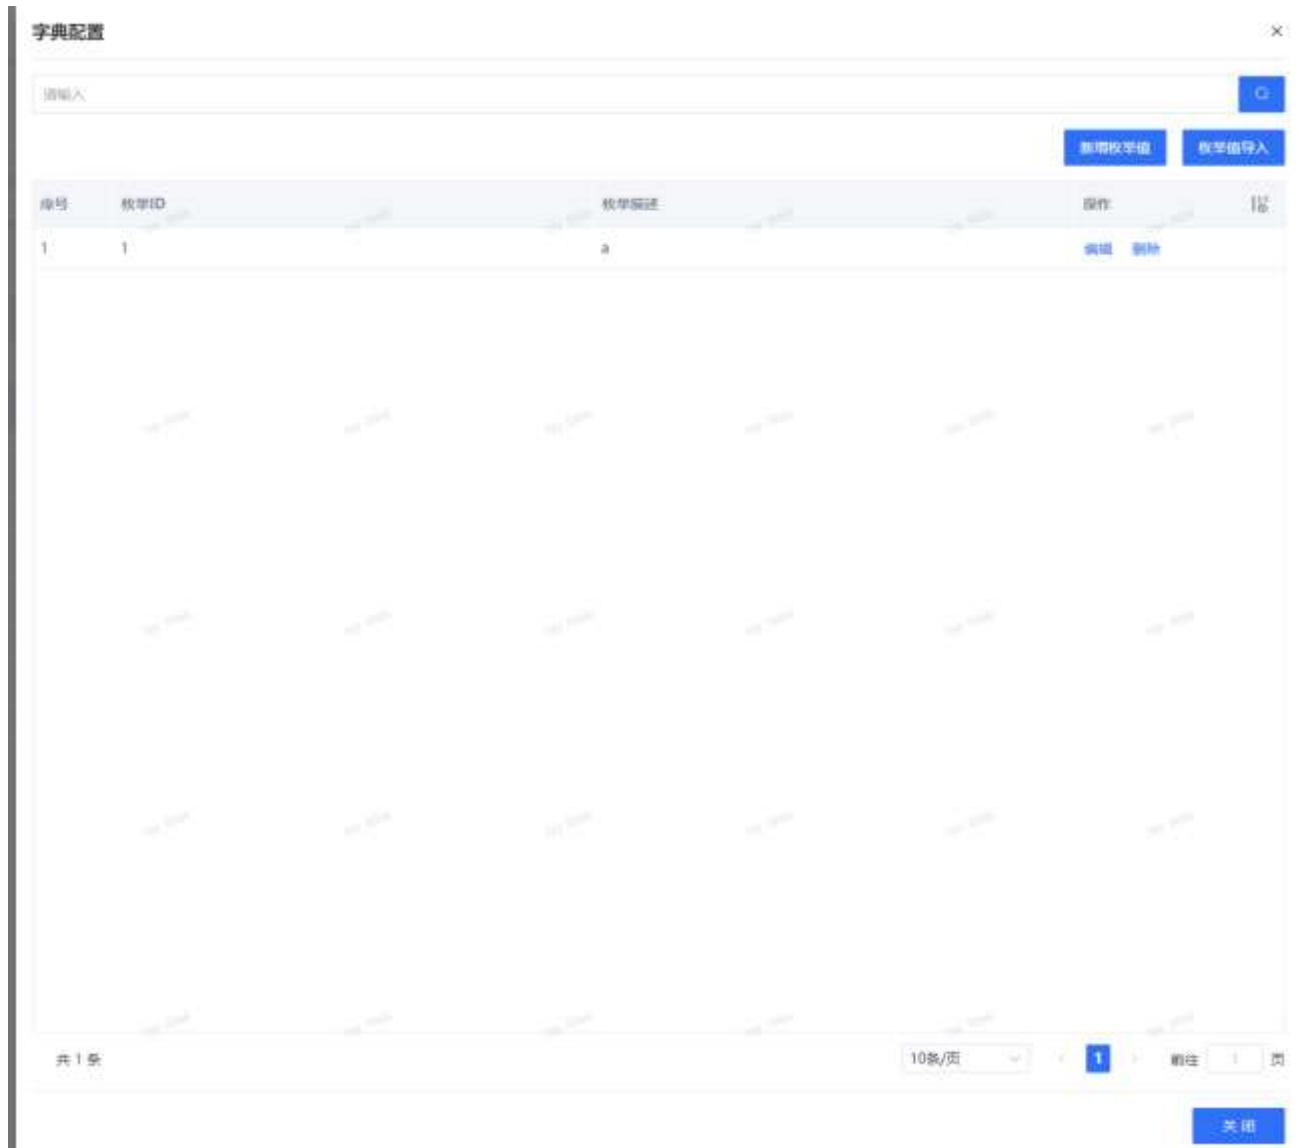 字典配置
请输入
新增枚举值 枚举值导入
序号 枚举ID 枚举描述 操作
1 1 a 编辑 删除
共 1 条 10条/页 1 前往 1 页
关 闭